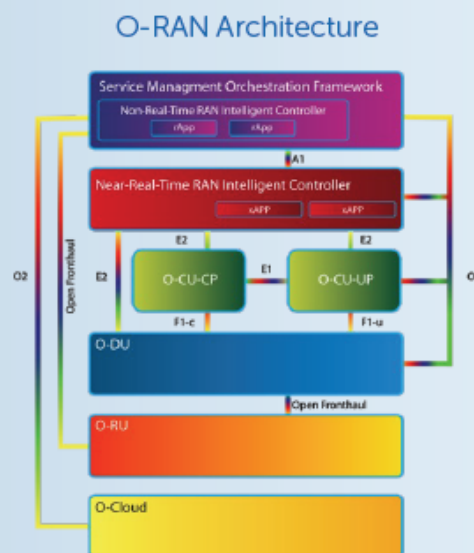 O-RAN Architecture
Service Managment Orchestration Framework
Non-Real-Time RAN Intelligent Controller
rApp rApp
A1
Near-Real-Time RAN Intelligent Controller
xAPP xAPP
E2 E2
O2 Open Fronthaul E2 O-CU-CP E1 O-CU-UP O
F1-c F1-u
O-DU
Open Fronthaul
O-RU
O-Cloud